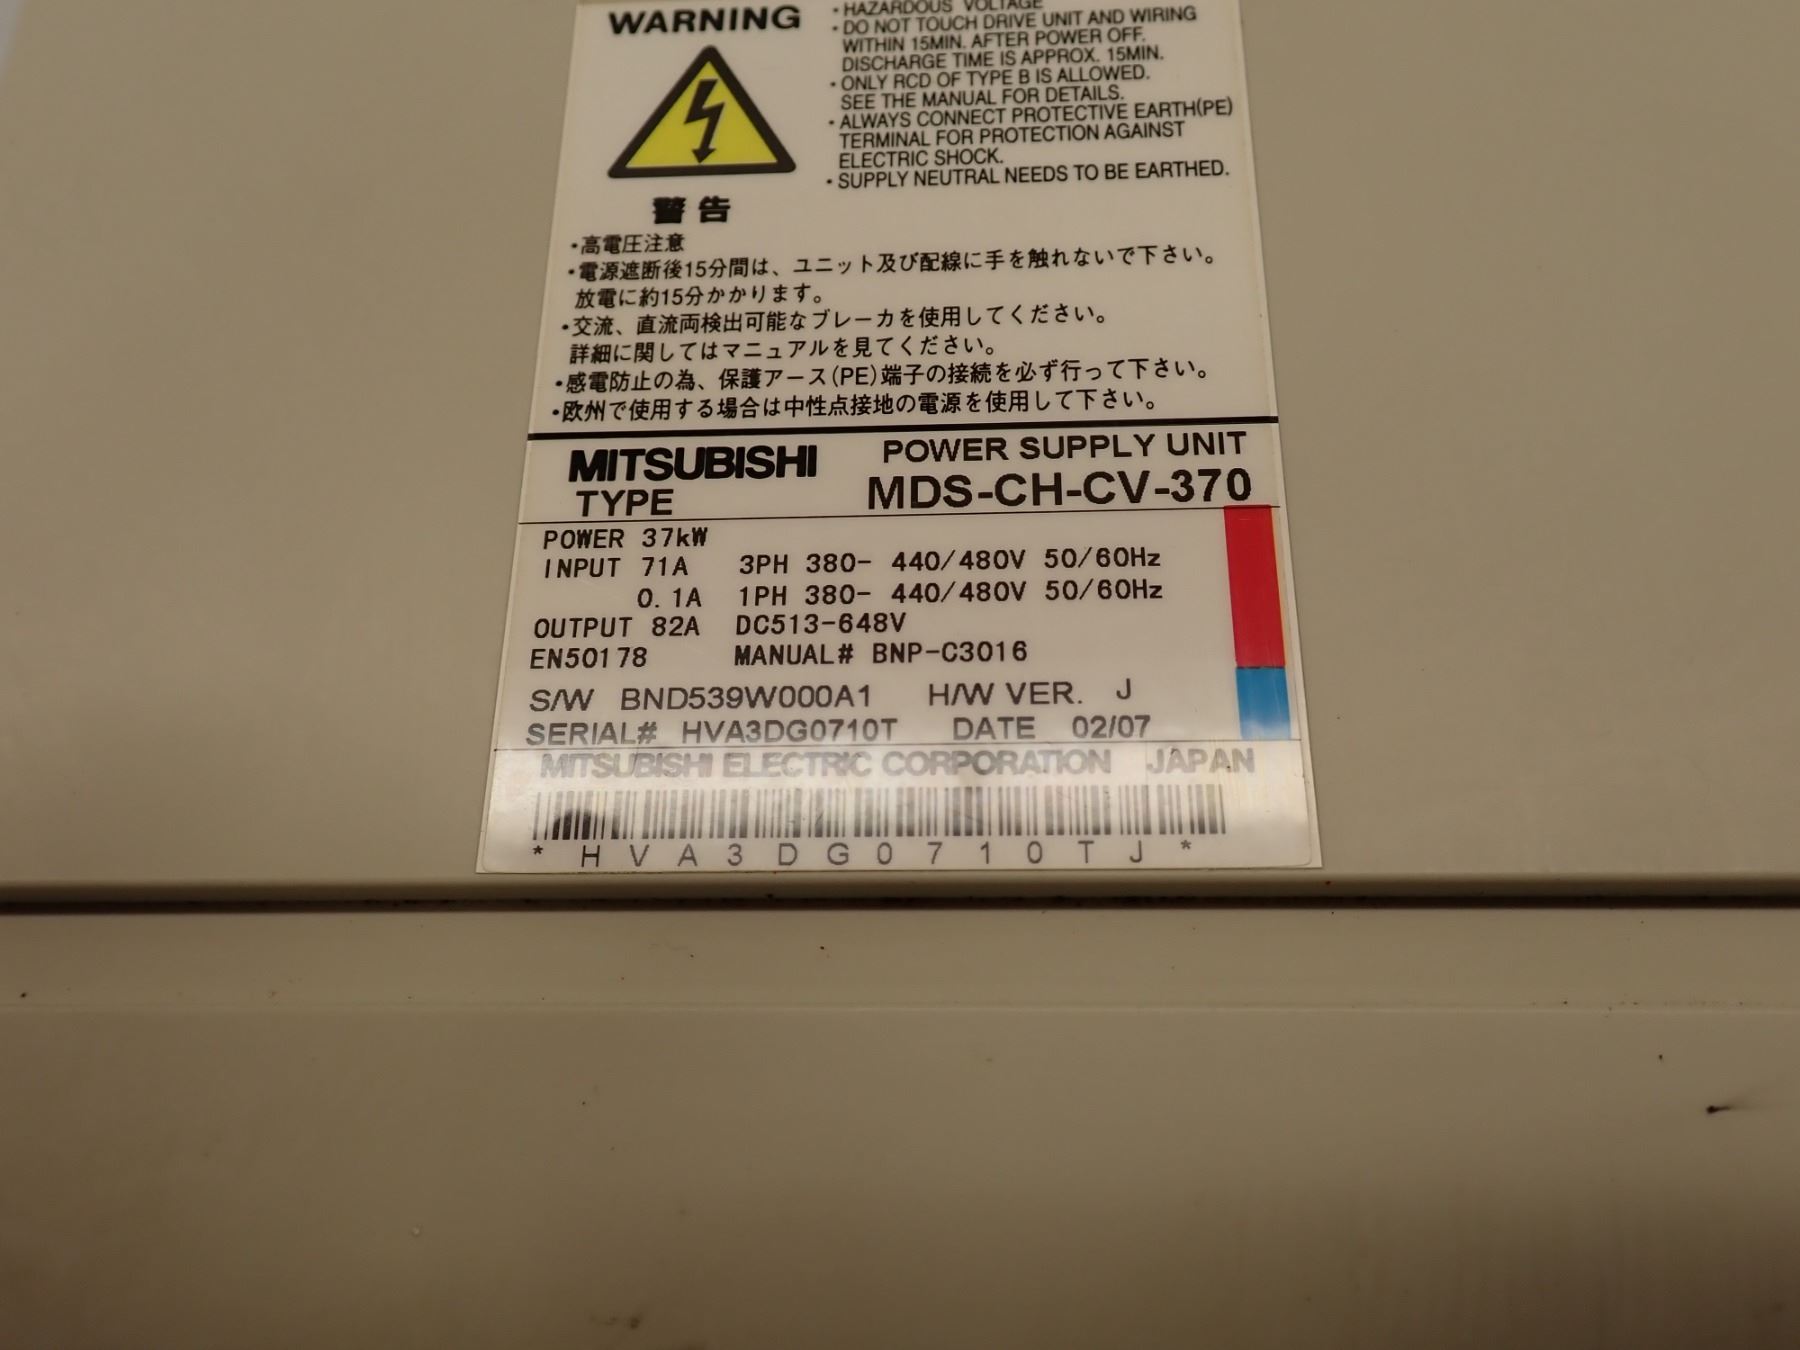 WARNING
・HAZARDOUS VOLTAGE
・DO NOT TOUCH DRIVE UNIT AND WIRING
WITHIN 15MIN. AFTER POWER OFF.
DISCHARGE TIME IS APPROX. 15MIN.
・ONLY RCD OF TYPE B IS ALLOWED.
SEE THE MANUAL FOR DETAILS.
・ALWAYS CONNECT PROTECTIVE EARTH(PE)
TERMINAL FOR PROTECTION AGAINST
ELECTRIC SHOCK.
・SUPPLY NEUTRAL NEEDS TO BE EARTHED.
警告
・高電圧注意
・電源遮断後15分間は、ユニット及び配線に手を触れないで下さい。
放電に約15分かかります。
・交流、直流両検出可能なブレーカを使用してください。
詳細に関してはマニュアルを見てください。
・感電防止の為、保護アース(PE)端子の接続を必ず行って下さい。
・欧州で使用する場合は中性点接地の電源を使用して下さい。
MITSUBISHI POWER SUPPLY UNIT
TYPE MDS-CH-CV-370
POWER 37kW
INPUT 71A 3PH 380- 440/480V 50/60Hz
0.1A 1PH 380- 440/480V 50/60Hz
OUTPUT 82A DC513-648V
EN50178 MANUAL# BNP-C3016
S/W BND539W000A1 H/W VER. J
SERIAL# HVA3DG0710T DATE 02/07
MITSUBISHI ELECTRIC CORPORATION JAPAN
* H V A 3 D G 0 7 1 0 T J *